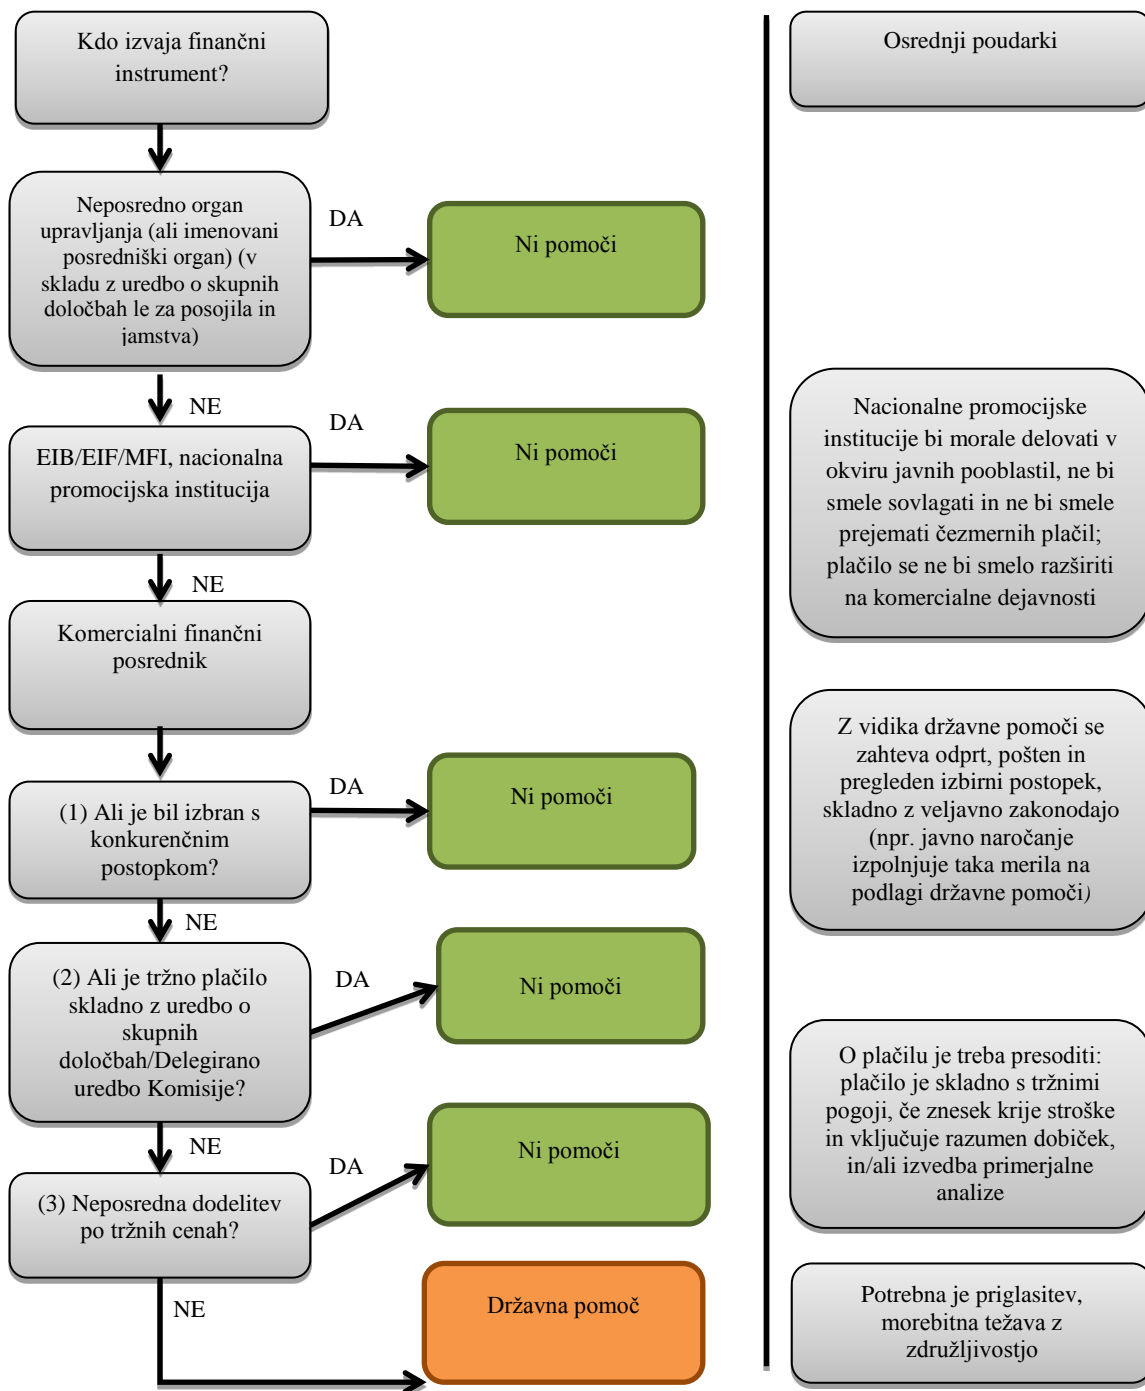 Kdo izvaja finančni
instrument?
Neposredno organ
upravljanja (ali imenovani
posredniški organ) (v
skladu z uredbo o skupnih
določbah le za posojila in
jamstva)
DA
Ni pomoči
NE
EIB/EIF/MFI, nacionalna
promocijska institucija
DA
Ni pomoči
NE
Komercialni finančni
posrednik
(1) Ali je bil izbran s
konkurenčnim
postopkom?
DA
Ni pomoči
NE
(2) Ali je tržno plačilo
skladno z uredbo o
skupnih
določbah/Delegirano
uredbo Komisije?
DA
Ni pomoči
NE
(3) Neposredna dodelitev
po tržnih cenah?
DA
Ni pomoči
NE
Državna pomoč
Osrednji poudarki
Nacionalne promocijske
institucije bi morale delovati v
okviru javnih pooblastil, ne bi
smele sovlagati in ne bi smele
prejemati čezmernih plačil;
plačilo se ne bi smelo razširiti
na komercialne dejavnosti
Z vidika državne pomoči se
zahteva odprt, pošten in
pregleden izbirni postopek,
skladno z veljavno zakonodajo
(npr. javno naročanje
izpolnjuje taka merila na
podlagi državne pomoči)
O plačilu je treba presoditi:
plačilo je skladno s tržnimi
pogoji, če znesek krije stroške
in vključuje razumen dobiček,
in/ali izvedba primerjalne
analize
Potrebna je priglasitev,
morebitna težava z
združljivostjo